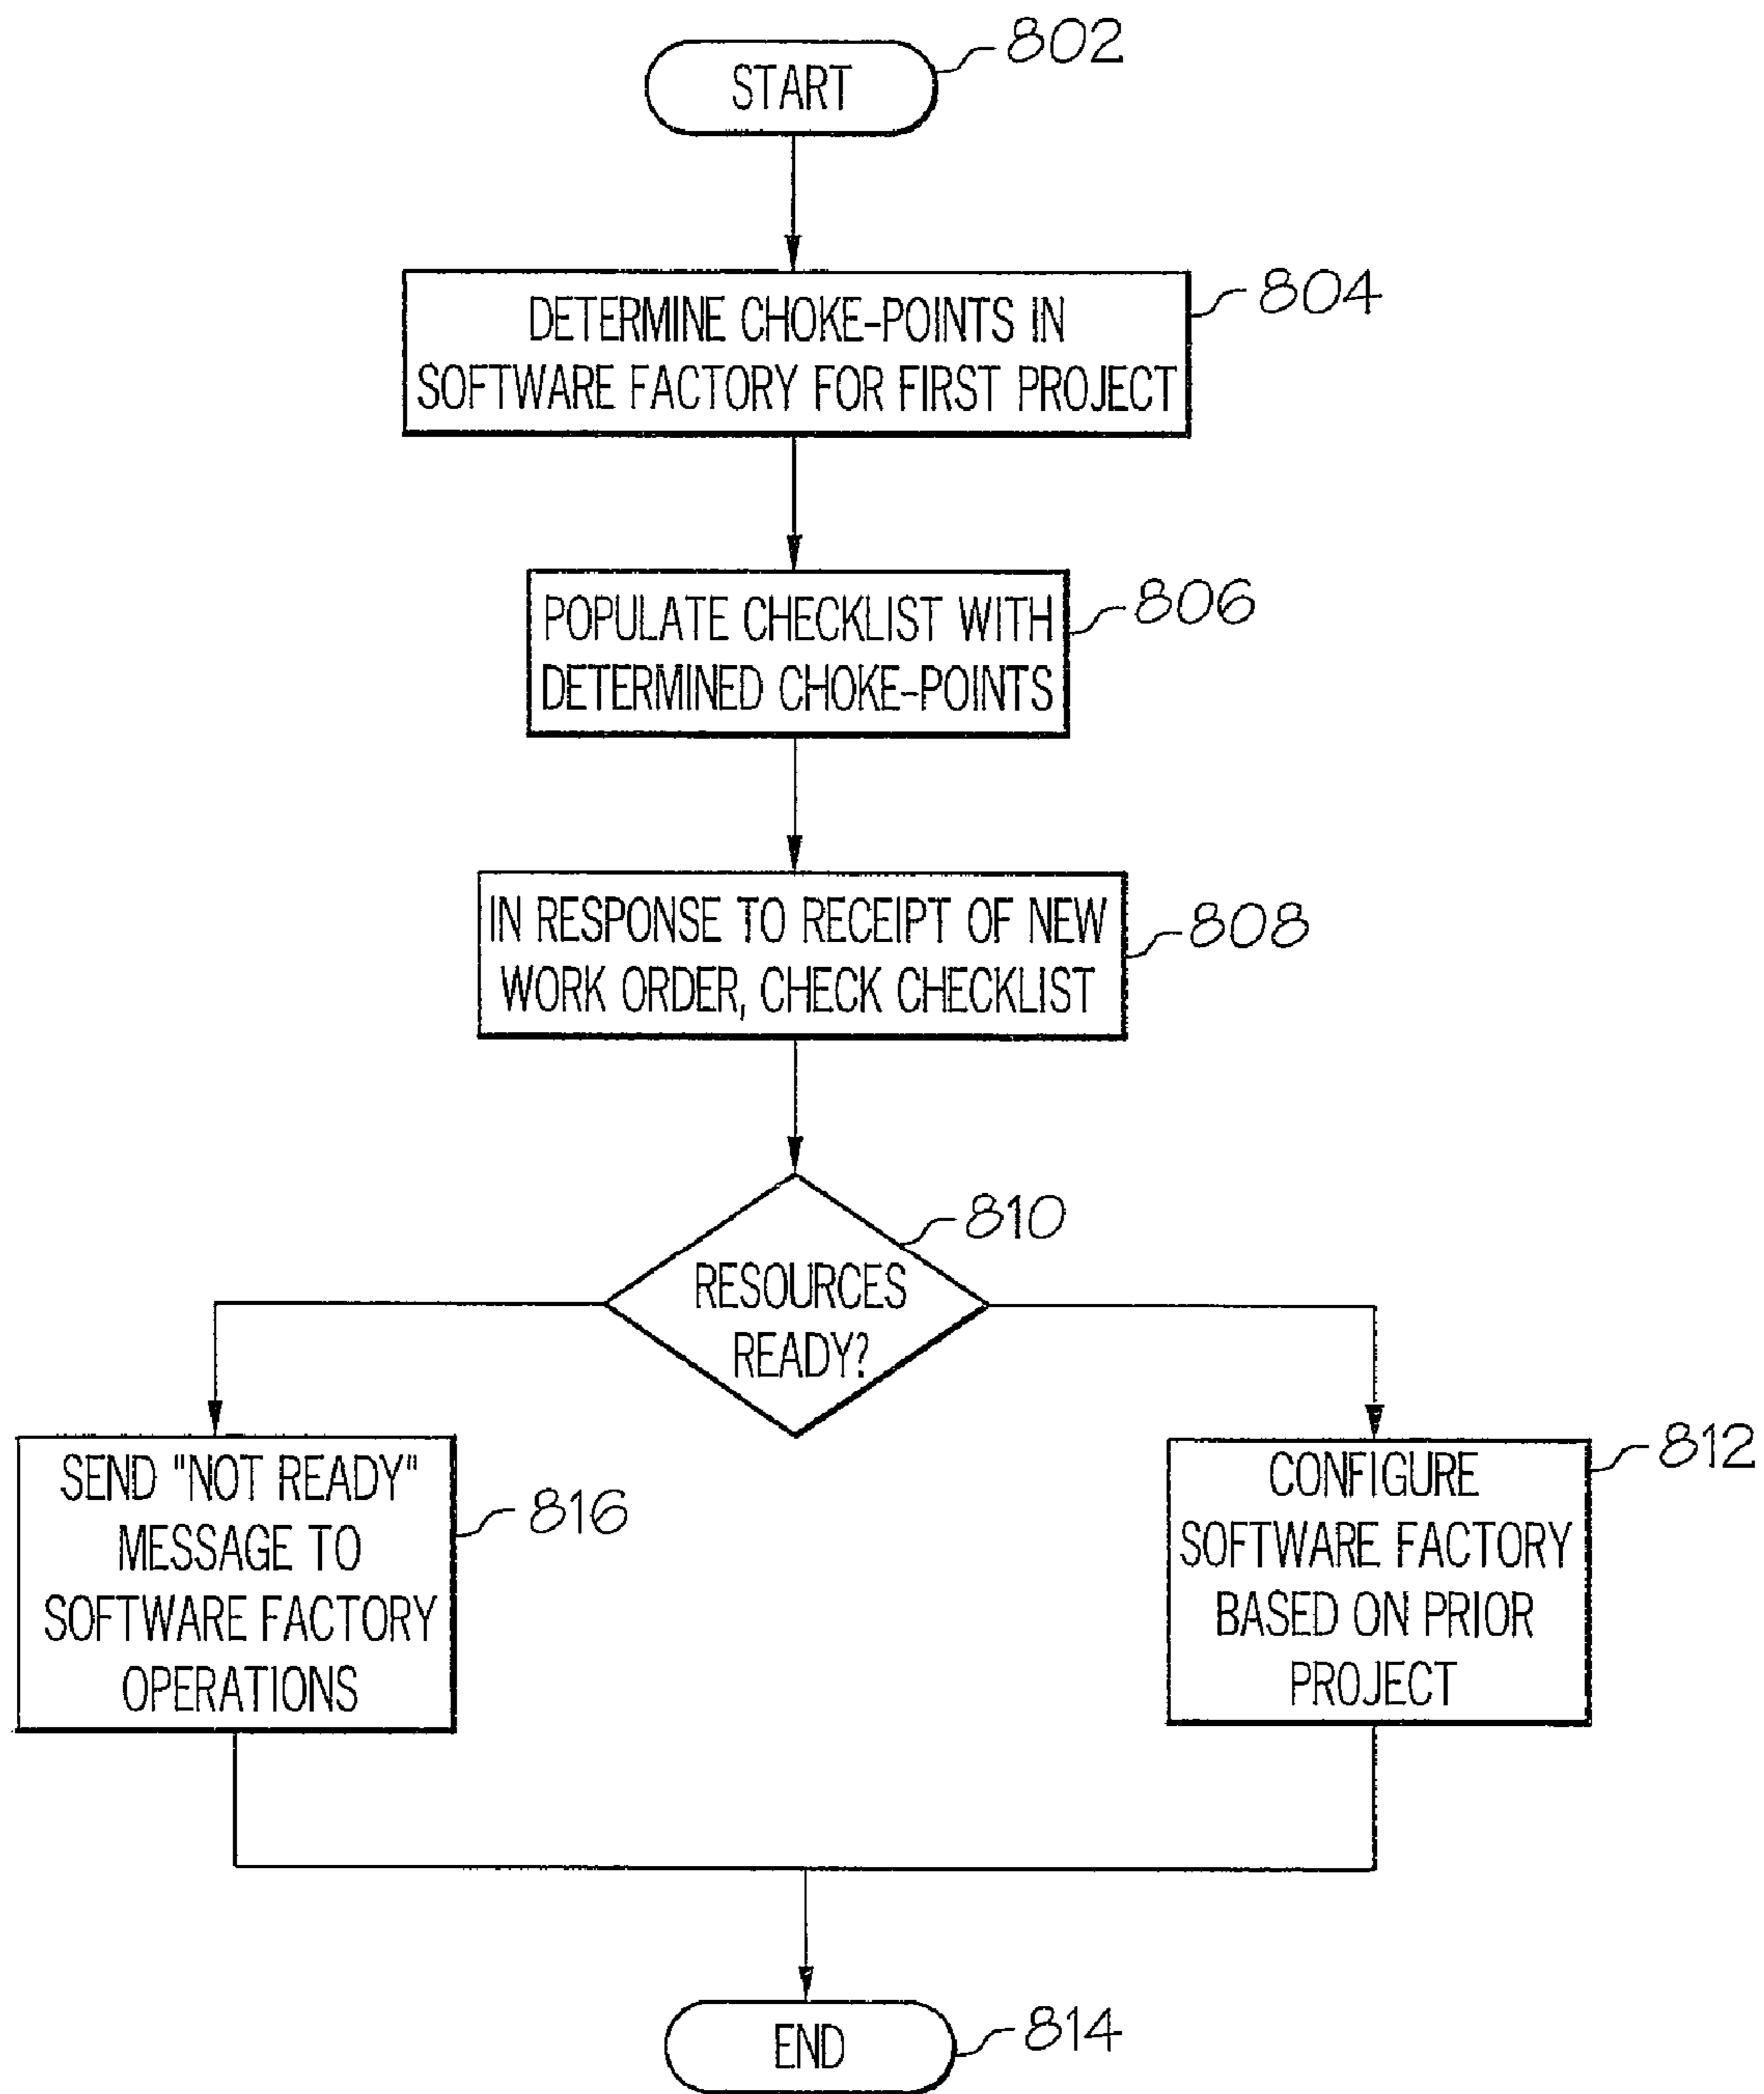 802
START
804
DETERMINE CHOKE-POINTS IN
SOFTWARE FACTORY FOR FIRST PROJECT
806
POPULATE CHECKLIST WITH
DETERMINED CHOKE-POINTS
808
IN RESPONSE TO RECEIPT OF NEW
WORK ORDER, CHECK CHECKLIST
810
RESOURCES
READY?
SEND "NOT READY"
MESSAGE TO
SOFTWARE FACTORY
OPERATIONS
816
812
CONFIGURE
SOFTWARE FACTORY
BASED ON PRIOR
PROJECT
END
814